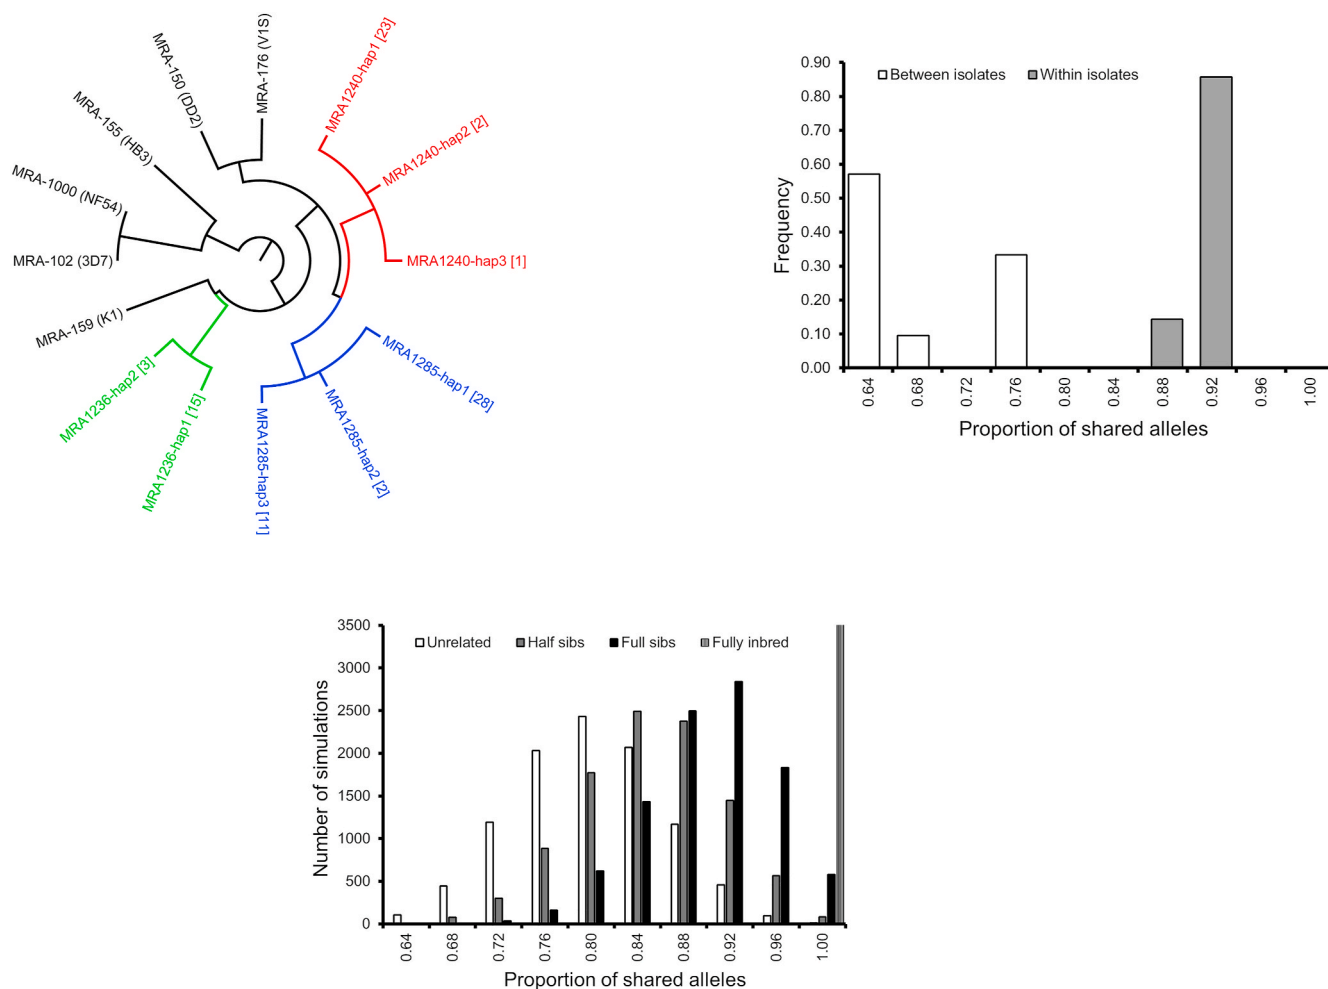 MRA-176 (V1S)
MRA-150 (DD2)
MRA-155 (HB3)
MRA-1000 (NF54)
MRA-102 (3D7)
MRA-159 (K1)
MRA1236-hap2 [3]
MRA1236-hap1 [15]
MRA1285-hap3 [11]
MRA1285-hap2 [2]
MRA1285-hap1 [28]
MRA1240-hap3 [1]
MRA1240-hap2 [2]
MRA1240-hap1 [23]
Between isolates Within isolates
Frequency
0.90
0.80
0.70
0.60
0.50
0.40
0.30
0.20
0.10
0.00
0.64 0.68 0.72 0.76 0.80 0.84 0.88 0.92 0.96 1.00
Proportion of shared alleles
Unrelated Half sibs Full sibs Fully inbred
Number of simulations
3500
3000
2500
2000
1500
1000
500
0
0.64 0.68 0.72 0.76 0.80 0.84 0.88 0.92 0.96 1.00
Proportion of shared alleles